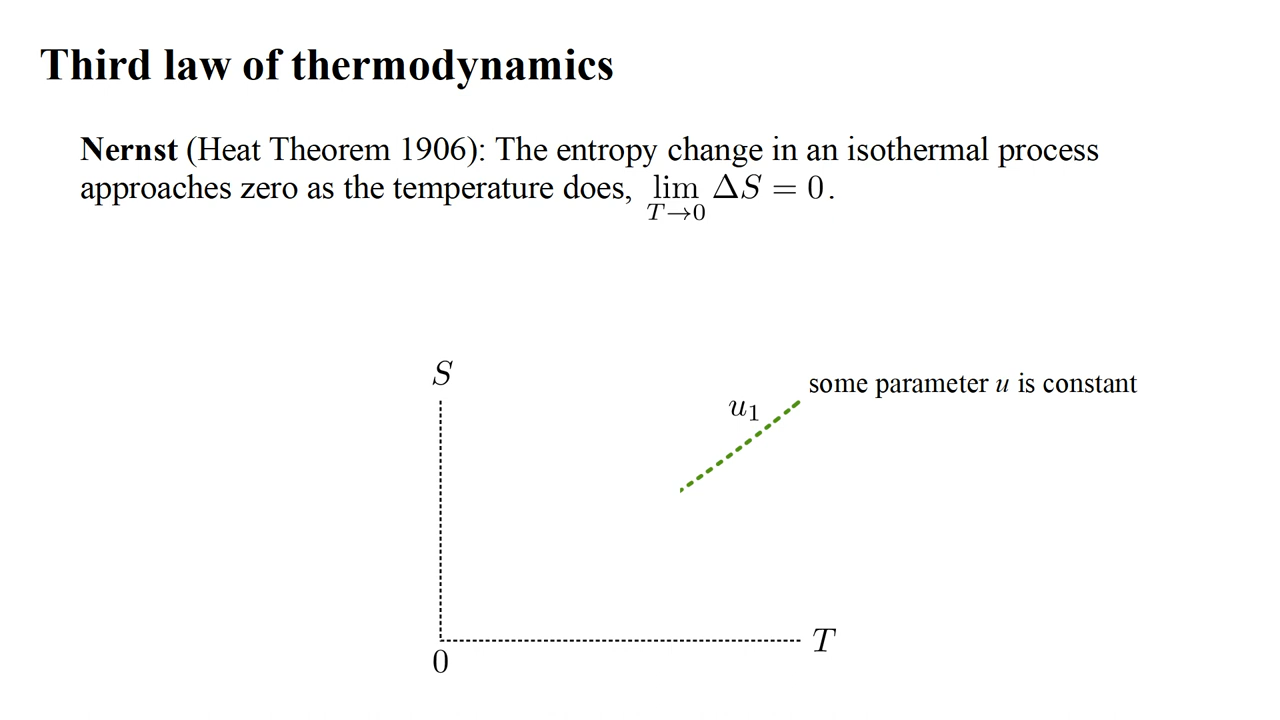 Third law of thermodynamics
Nernst (Heat Theorem 1906): The entropy change in an isothermal process
approaches zero as the temperature does, lim ΔS = 0.
T→0
S
some parameter u is constant
u₁
T
0